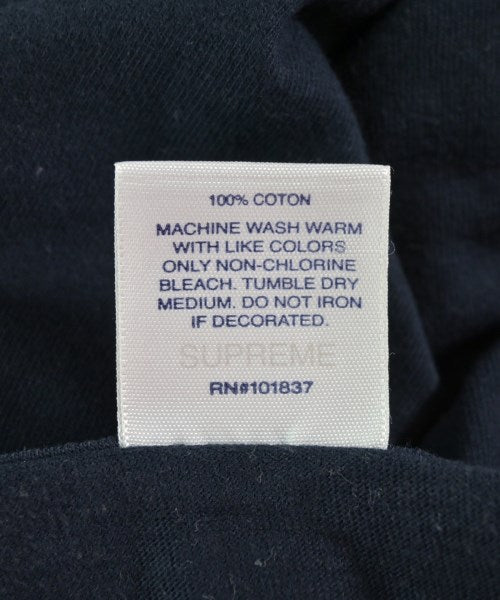 100% COTON
MACHINE WASH WARM
WITH LIKE COLORS
ONLY NON-CHLORINE
BLEACH. TUMBLE DRY
MEDIUM. DO NOT IRON
IF DECORATED.
SUPREME
RN#101837